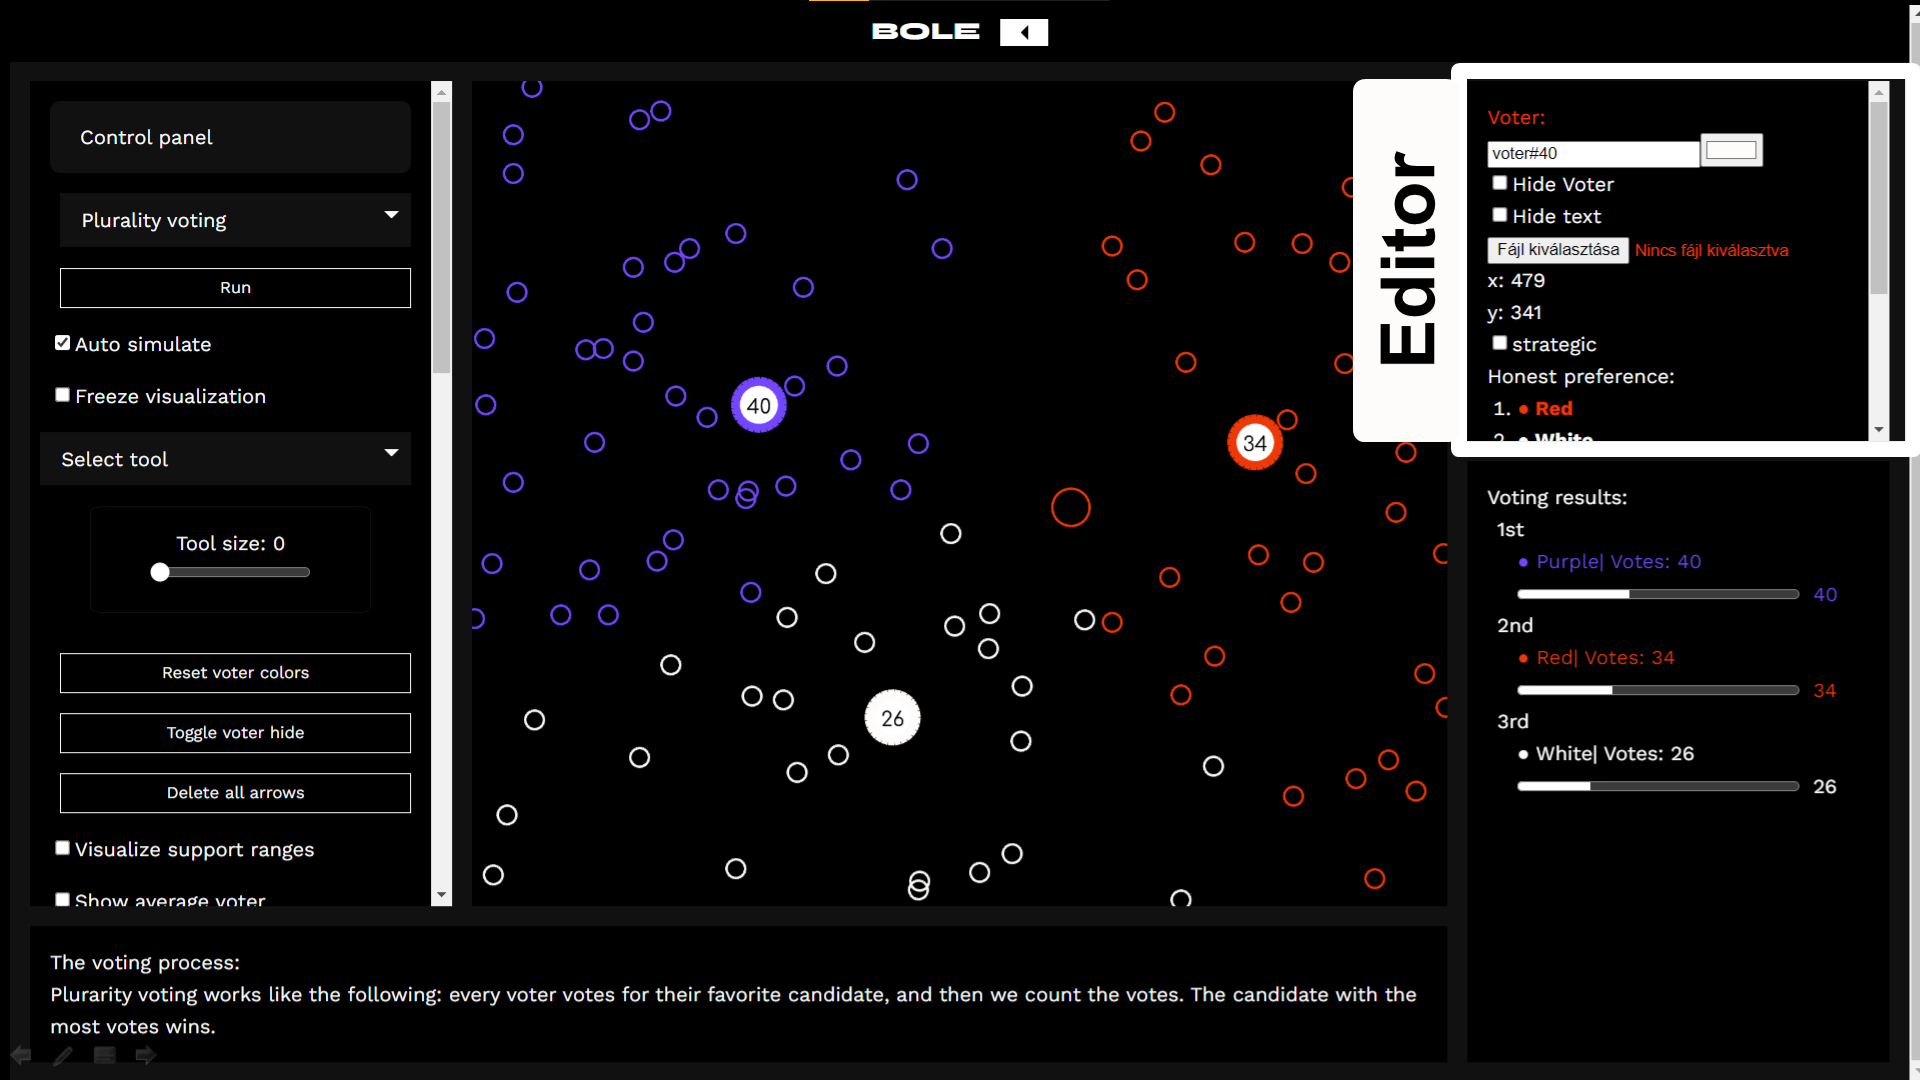 BOLE
Control panel
Plurality voting
Run
Auto simulate
Freeze visualization
Select tool
Tool size: 0
Reset voter colors
Toggle voter hide
Delete all arrows
Visualize support ranges
Show average voter
40
34
26
Editor
Voter:
voter#40
Hide Voter
Hide text
Fájl kiválasztása Nincs fájl kiválasztva
x: 479
y: 341
strategic
Honest preference:
1. ● Red
2. ● White
Voting results:
1st
● Purple| Votes: 40
40
2nd
● Red| Votes: 34
34
3rd
● White| Votes: 26
26
The voting process:
Plurarity voting works like the following: every voter votes for their favorite candidate, and then we count the votes. The candidate with the
most votes wins.